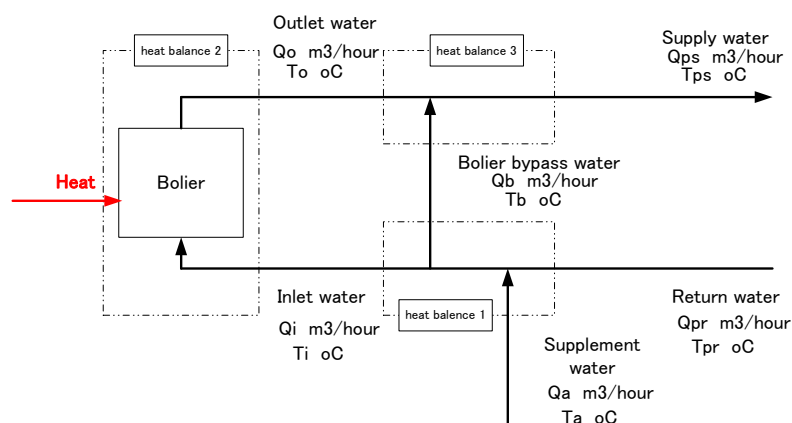 Outlet water
heat balance 2
Qo m3/hour
To oC
heat balance 3
Supply water
Qps m3/hour
Tps oC
Heat
Bolier
Bolier bypass water
Qb m3/hour
Tb oC
Inlet water
Qi m3/hour
Ti oC
heat balence 1
Return water
Qpr m3/hour
Tpr oC
Supplement
water
Qa m3/hour
Ta oC